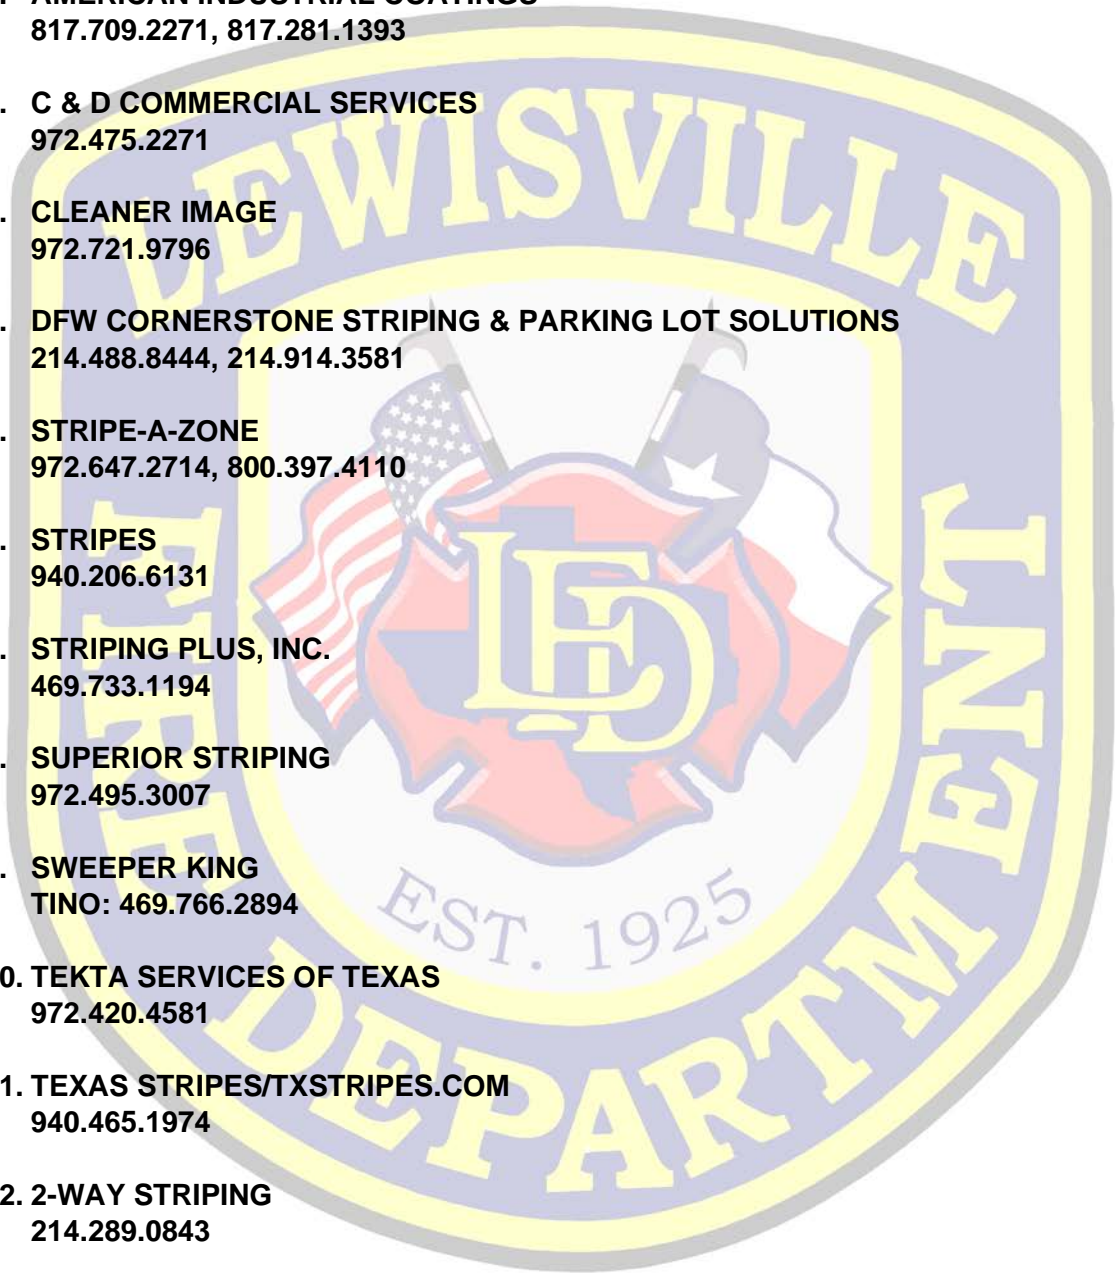 AMERICAN INDUSTRIAL COATINGS
817.709.2271, 817.281.1393
. C & D COMMERCIAL SERVICES
972.475.2271
. CLEANER IMAGE
972.721.9796
. DFW CORNERSTONE STRIPING & PARKING LOT SOLUTIONS
214.488.8444, 214.914.3581
. STRIPE-A-ZONE
972.647.2714, 800.397.4110
. STRIPES
940.206.6131
. STRIPING PLUS, INC.
469.733.1194
. SUPERIOR STRIPING
972.495.3007
. SWEEPER KING
TINO: 469.766.2894
0. TEKTA SERVICES OF TEXAS
972.420.4581
1. TEXAS STRIPES/TXSTRIPES.COM
940.465.1974
2. 2-WAY STRIPING
214.289.0843
LEWISVILLE
FIRE
DEPARTMENT
LFD
EST. 1925